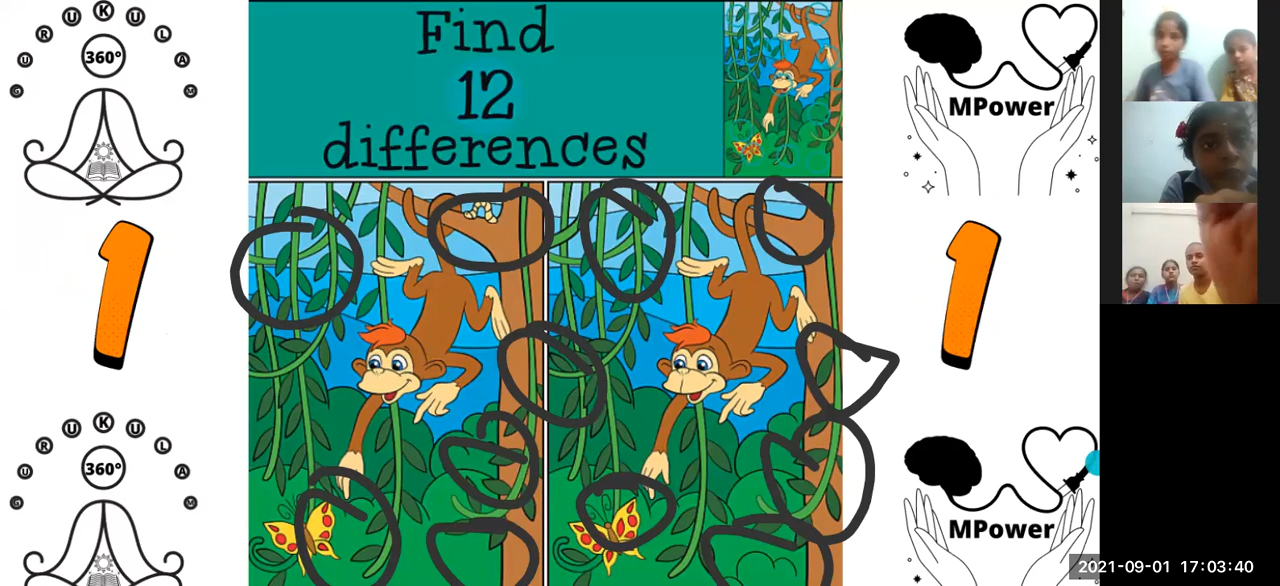 GURUKULAM
360°
Find
12
differences
MPower
1
1
GURUKULAM
360°
MPower
2021-09-01 17:03:40